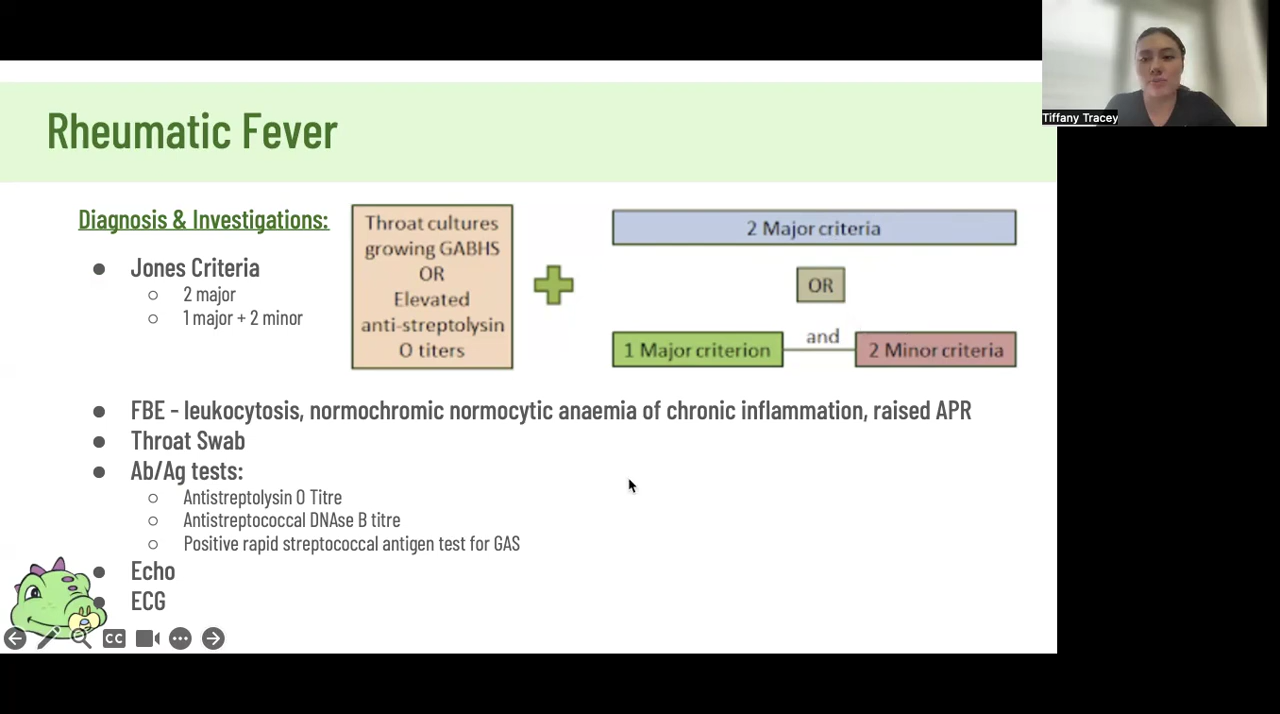 Rheumatic Fever
Tiffany Tracey
Diagnosis & Investigations:
Jones Criteria
2 major
1 major + 2 minor
Throat cultures
growing GABHS
OR
Elevated
anti-streptolysin
O titers
2 Major criteria
OR
1 Major criterion
and
2 Minor criteria
FBE - leukocytosis, normochromic normocytic anaemia of chronic inflammation, raised APR
Throat Swab
Ab/Ag tests:
Antistreptolysin O Titre
Antistreptococcal DNAse B titre
Positive rapid streptococcal antigen test for GAS
Echo
ECG
CC